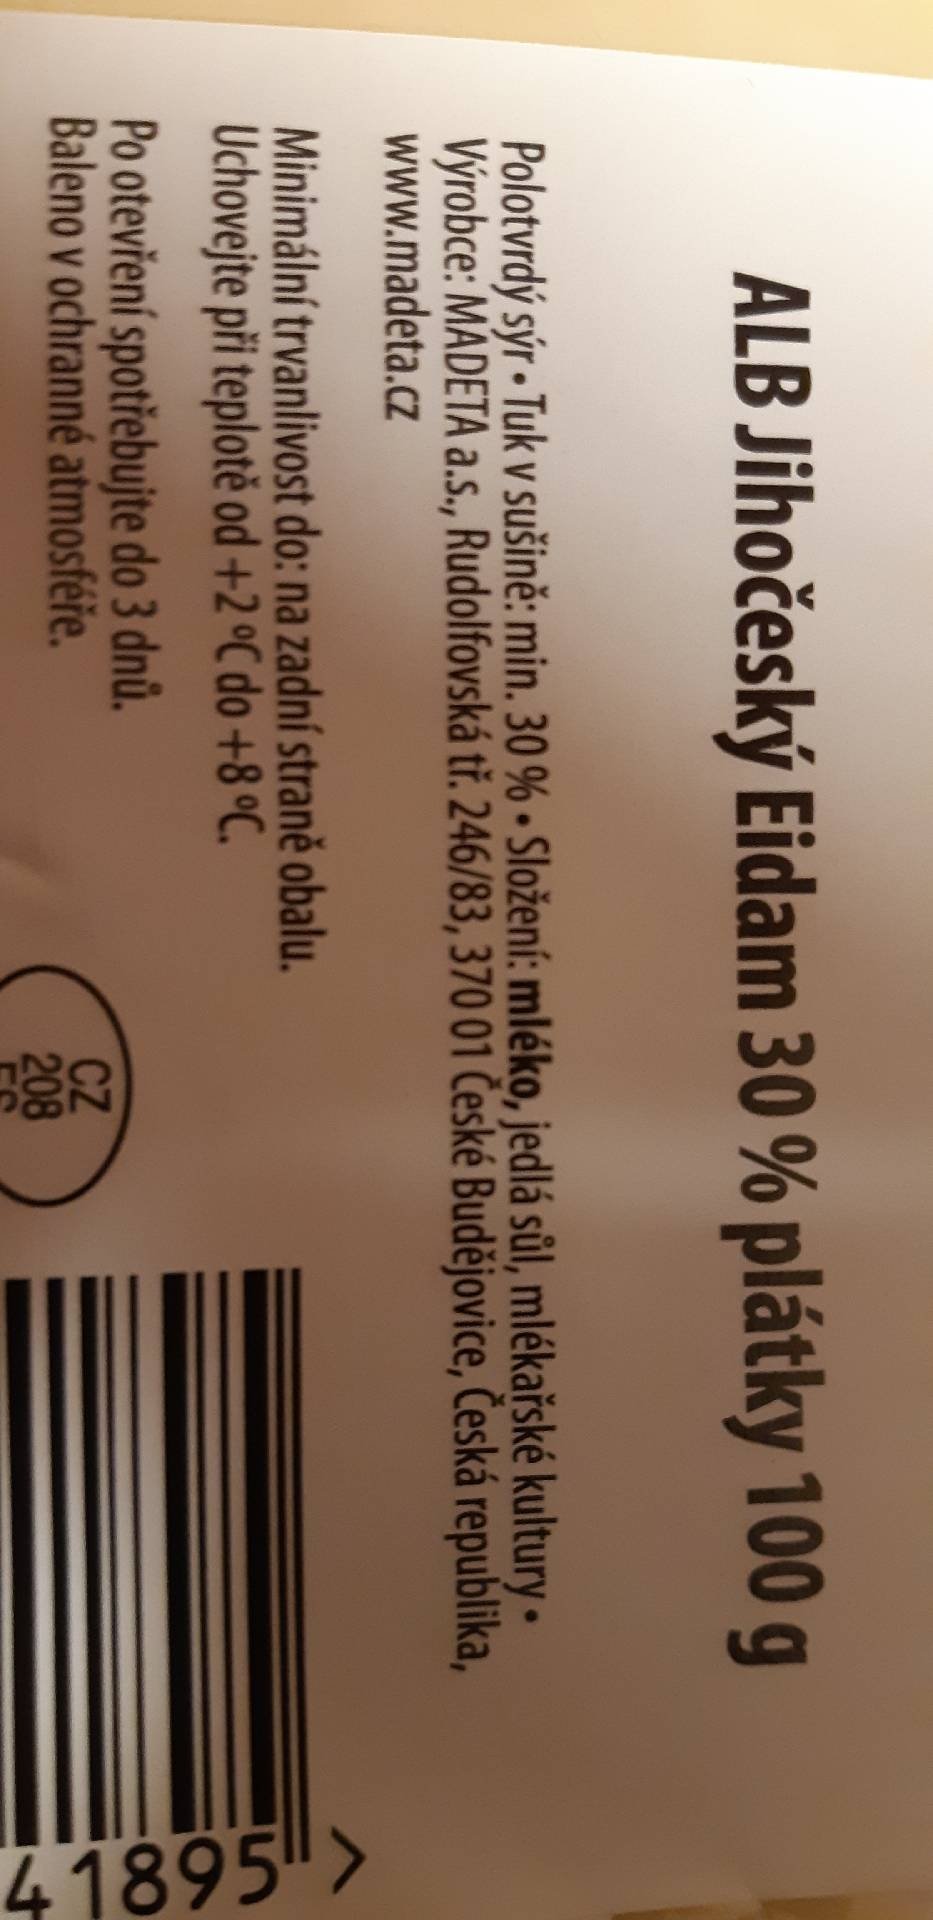 ALB Jihočeský Eidam 30 % plátky 100 g
Polotvrdý sýr • Tuk v sušině: min. 30 % • Složení: mléko, jedlá sůl, mlékařské kultury •
Výrobce: MADETA a.s., Rudolfovská tř. 246/83, 370 01 České Budějovice, Česká republika,
www.madeta.cz
Minimální trvanlivost do: na zadní straně obalu.
Uchovejte při teplotě od +2 °C do +8 °C.
Po otevření spotřebujte do 3 dnů.
Baleno v ochranné atmosféře.
CZ
208
41895 >